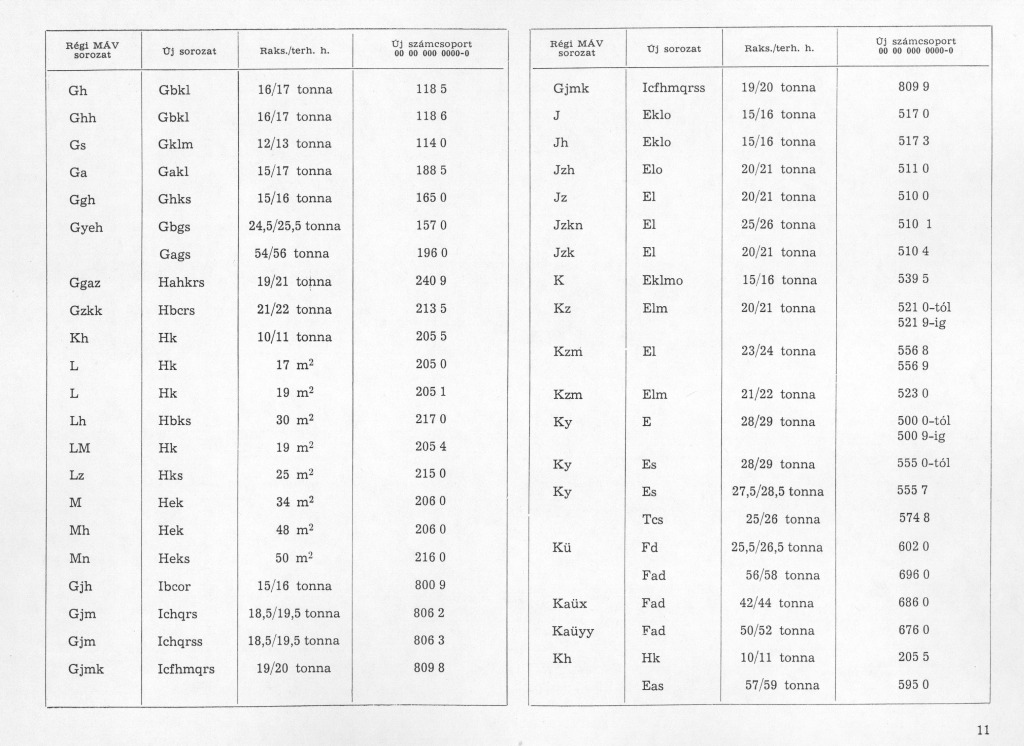 Régi MÁV sorozat Új sorozat Raks./terh. h. Új számcsoport 00 00 000 0000-0
Gh Gbkl 16/17 tonna 118 5
Ghh Gbkl 16/17 tonna 118 6
Gs Gklm 12/13 tonna 114 0
Ga Gakl 15/17 tonna 188 5
Ggh Ghks 15/16 tonna 165 0
Gyeh Gbgs 24,5/25,5 tonna 157 0
Gags 54/56 tonna 196 0
Ggaz Hahkrs 19/21 tonna 240 9
Gzkk Hbcrs 21/22 tonna 213 5
Kh Hk 10/11 tonna 205 5
L Hk 17 m² 205 0
L Hk 19 m² 205 1
Lh Hbks 30 m² 217 0
LM Hk 19 m² 205 4
Lz Hks 25 m² 215 0
M Hek 34 m² 206 0
Mh Hek 48 m² 206 0
Mn Heks 50 m² 216 0
Gjh Ibcor 15/16 tonna 800 9
Gjm Ichqrs 18,5/19,5 tonna 806 2
Gjm Ichqrss 18,5/19,5 tonna 806 3
Gjmk Icfhmqrs 19/20 tonna 809 8
Régi MÁV sorozat Új sorozat Raks./terh. h. Új számcsoport 00 00 000 0000-0
Gjmk Icfhmqrss 19/20 tonna 809 9
J Eklo 15/16 tonna 517 0
Jh Eklo 15/16 tonna 517 3
Jzh Elo 20/21 tonna 511 0
Jz El 20/21 tonna 510 0
Jzkn El 25/26 tonna 510 1
Jzk El 20/21 tonna 510 4
K Eklmo 15/16 tonna 539 5
Kz Elm 20/21 tonna 521 0-tól
521 9-ig
Kzm El 23/24 tonna 556 8
556 9
Kzm Elm 21/22 tonna 523 0
Ky E 28/29 tonna 500 0-tól
500 9-ig
Ky Es 28/29 tonna 555 0-tól
Ky Es 27,5/28,5 tonna 555 7
Tcs 25/26 tonna 574 8
Kü Fd 25,5/26,5 tonna 602 0
Fad 56/58 tonna 696 0
Kaüx Fad 42/44 tonna 686 0
Kaüyy Fad 50/52 tonna 676 0
Kh Hk 10/11 tonna 205 5
Eas 57/59 tonna 595 0
11